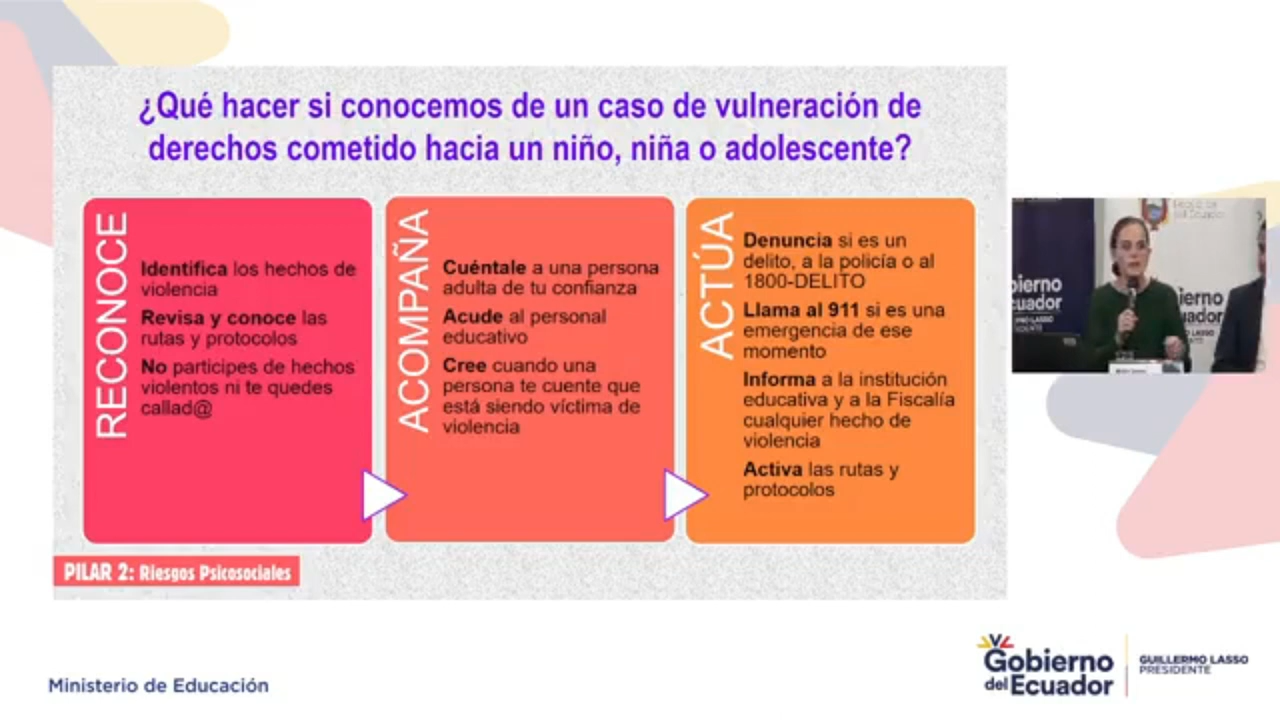 ¿Qué hacer si conocemos de un caso de vulneración de
derechos cometido hacia un niño, niña o adolescente?
RECONOCE
Identifica los hechos de
violencia
Revisa y conoce las
rutas y protocolos
No participes de hechos
violentos ni te quedes
callad@
ACOMPAÑA
Cuéntale a una persona
adulta de tu confianza
Acude al personal
educativo
Cree cuando una
persona te cuente que
está siendo víctima de
violencia
ACTÚA
Denuncia si es un
delito, a la policía o al
1800-DELITO
Llama al 911 si es una
emergencia de ese
momento
Informa a la institución
educativa y a la Fiscalía
cualquier hecho de
violencia
Activa las rutas y
protocolos
PILAR 2: Riesgos Psicosociales
Ministerio de Educación
Gobierno
del Ecuador
GUILLERMO LASSO
PRESIDENTE